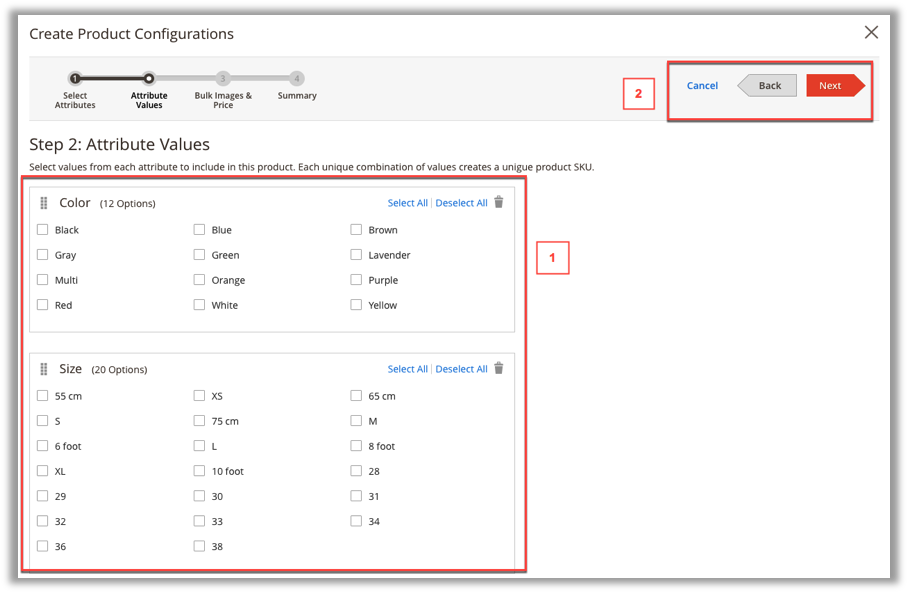 Create Product Configurations
1 3 4
Select Attributes
Attribute Values
Bulk Images & Price
Summary
2
Cancel Back Next
Step 2: Attribute Values
Select values from each attribute to include in this product. Each unique combination of values creates a unigue product SKU.
Color (12 Options) Select All | Deselect All
Black Blue Brown
Gray Green Lavender
Multi Orange Purple
Red White Yellow
1
Size (20 Options) Select All | Deselect All
55 cm XS 65 cm
S 75 cm M
6 foot L 8 foot
XL 10 foot 28
29 30 31
32 33 34
36 38